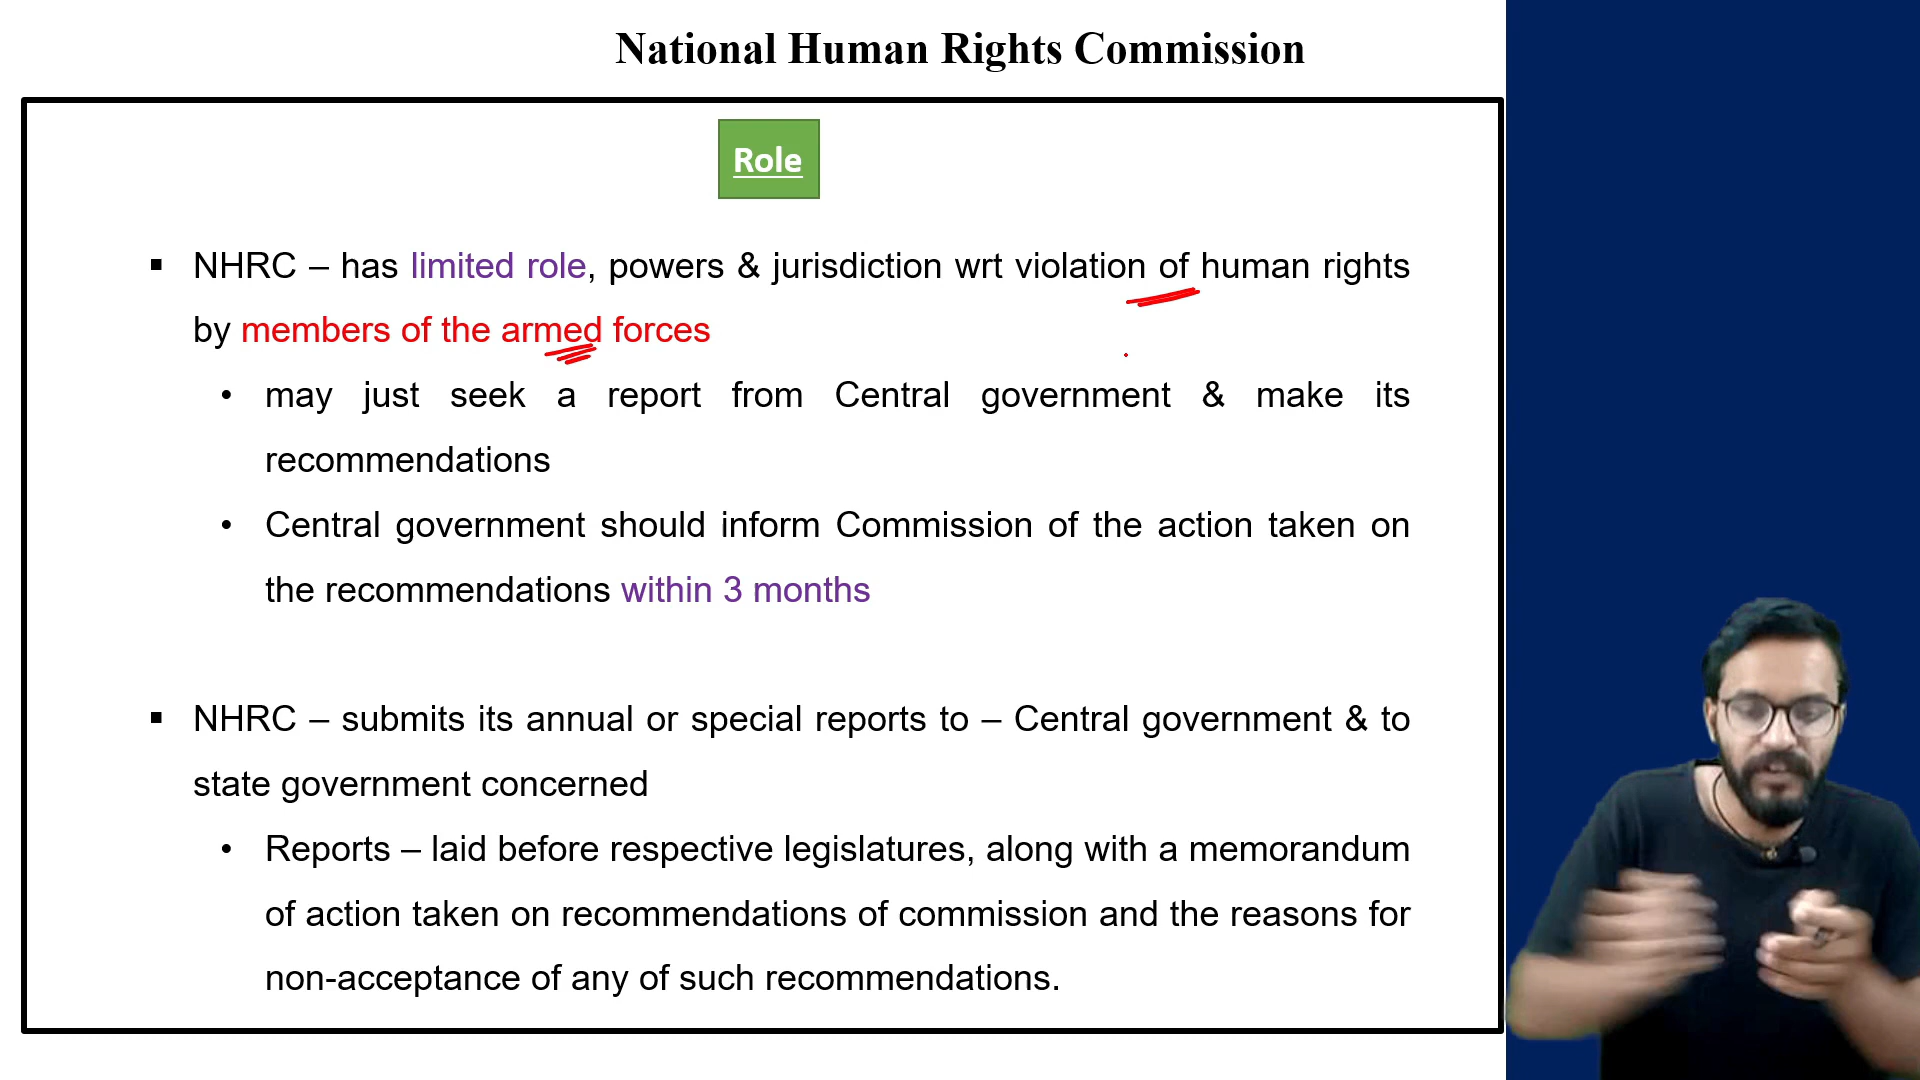 National Human Rights Commission
Role
▪ NHRC – has limited role, powers & jurisdiction wrt violation of human rights
by members of the armed forces
• may just seek a report from Central government & make its
recommendations
• Central government should inform Commission of the action taken on
the recommendations within 3 months
▪ NHRC – submits its annual or special reports to – Central government & to
state government concerned
• Reports – laid before respective legislatures, along with a memorandum
of action taken on recommendations of commission and the reasons for
non-acceptance of any of such recommendations.